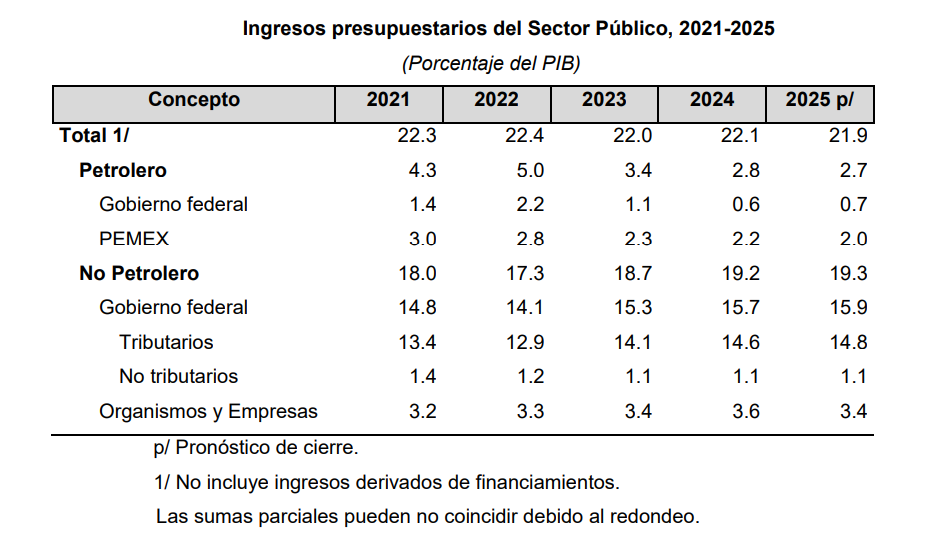 Ingresos presupuestarios del Sector Público, 2021-2025
(Porcentaje del PIB)
Concepto 2021 2022 2023 2024 2025 p/
Total 1/ 22.3 22.4 22.0 22.1 21.9
Petrolero 4.3 5.0 3.4 2.8 2.7
Gobierno federal 1.4 2.2 1.1 0.6 0.7
PEMEX 3.0 2.8 2.3 2.2 2.0
No Petrolero 18.0 17.3 18.7 19.2 19.3
Gobierno federal 14.8 14.1 15.3 15.7 15.9
Tributarios 13.4 12.9 14.1 14.6 14.8
No tributarios 1.4 1.2 1.1 1.1 1.1
Organismos y Empresas 3.2 3.3 3.4 3.6 3.4
p/ Pronóstico de cierre.
1/ No incluye ingresos derivados de financiamientos.
Las sumas parciales pueden no coincidir debido al redondeo.